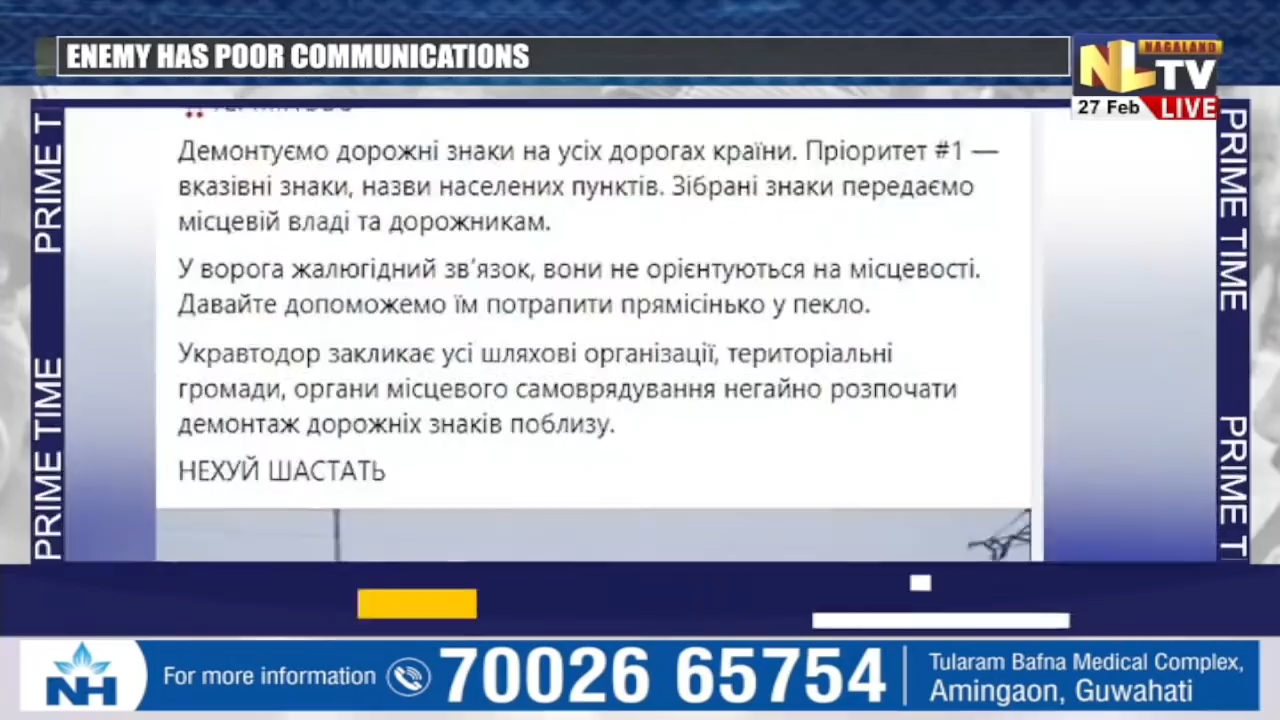 ENEMY HAS POOR COMMUNICATIONS
NAGALAND
NLTV
27 Feb LIVE
Демонтуємо дорожні знаки на усіх дорогах країни. Пріоритет #1 —
вказівні знаки, назви населених пунктів. Зібрані знаки передаємо
місцевій владі та дорожникам.
У ворога жалюгідний зв'язок, вони не орієнтуються на місцевості.
Давайте допоможемо їм потрапити прямісінько у пекло.
Укравтодор закликає усі шляхові організації, територіальні
громади, органи місцевого самоврядування негайно розпочати
демонтаж дорожніх знаків поблизу.
НЕХУЙ ШАСТАТЬ
PRIME T
PRIME TIME
PRIME TIME
PRIME T
NH
For more information 70026 65754
Tularam Bafna Medical Complex,
Amingaon, Guwahati